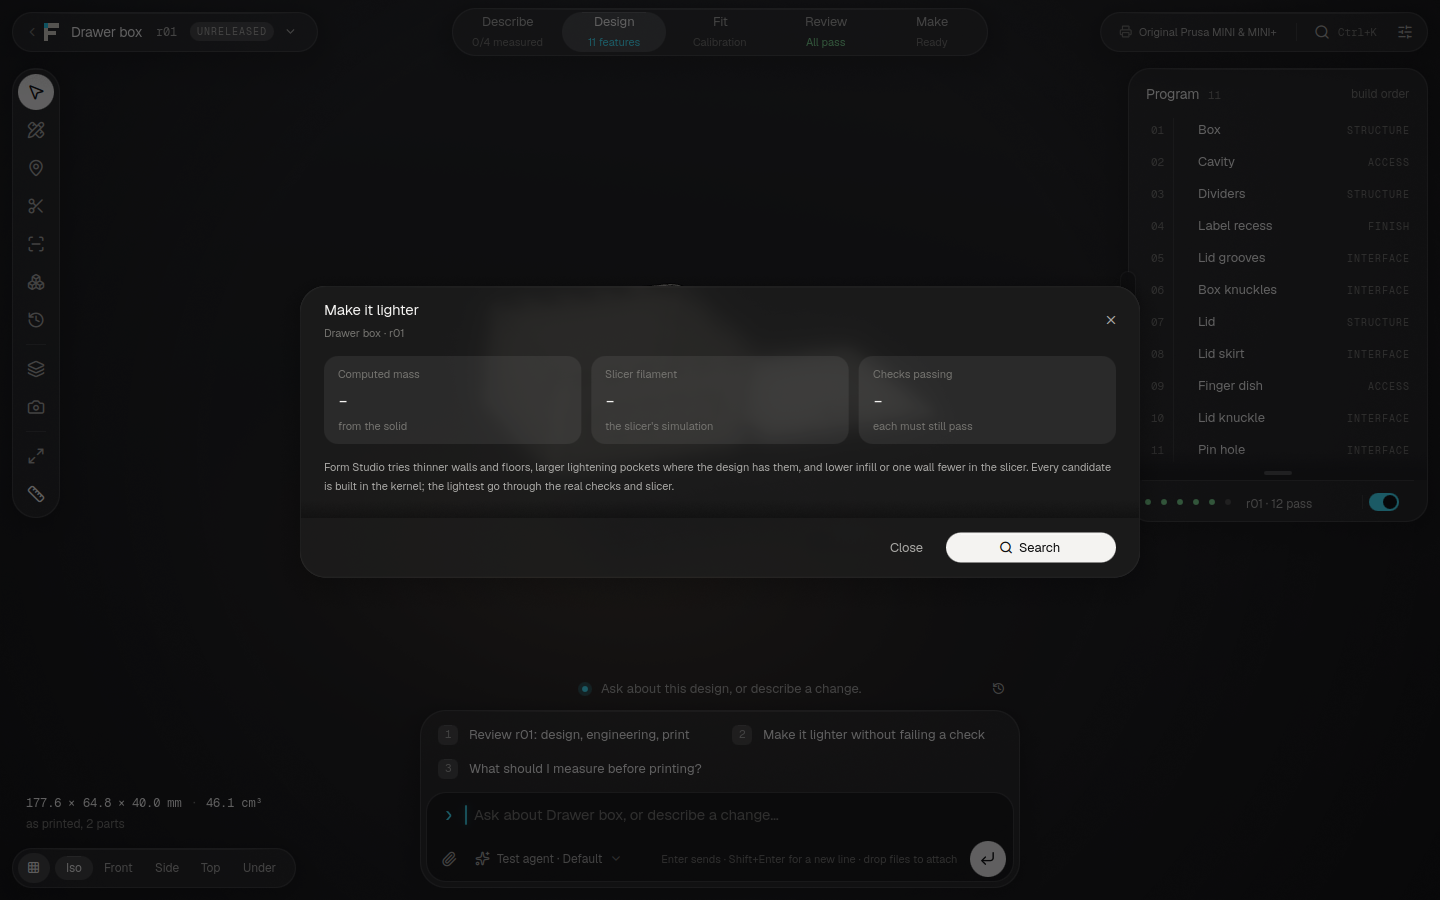 Drawer box r01 UNRELEASED
Describe
0/4 measured
Design
11 features
Fit
Calibration
Review
All pass
Make
Ready
Original Prusa MINI & MINI+
Ctrl+K
Program 11 build order
01 Box STRUCTURE
02 Cavity ACCESS
03 Dividers STRUCTURE
04 Label recess FINISH
05 Lid grooves INTERFACE
06 Box knuckles INTERFACE
07 Lid STRUCTURE
08 Lid skirt INTERFACE
09 Finger dish ACCESS
10 Lid knuckle INTERFACE
11 Pin hole INTERFACE
r01 · 12 pass
Make it lighter
Drawer box · r01
Computed mass
–
from the solid
Slicer filament
–
the slicer's simulation
Checks passing
–
each must still pass
Form Studio tries thinner walls and floors, larger lightening pockets where the design has them, and lower infill or one wall fewer in the slicer. Every candidate
is built in the kernel; the lightest go through the real checks and slicer.
Close
Search
Ask about this design, or describe a change.
1 Review r01: design, engineering, print
2 Make it lighter without failing a check
3 What should I measure before printing?
Ask about Drawer box, or describe a change…
Test agent · Default
Enter sends · Shift+Enter for a new line · drop files to attach
177.6 × 64.8 × 40.0 mm · 46.1 cm³
as printed, 2 parts
Iso Front Side Top Under